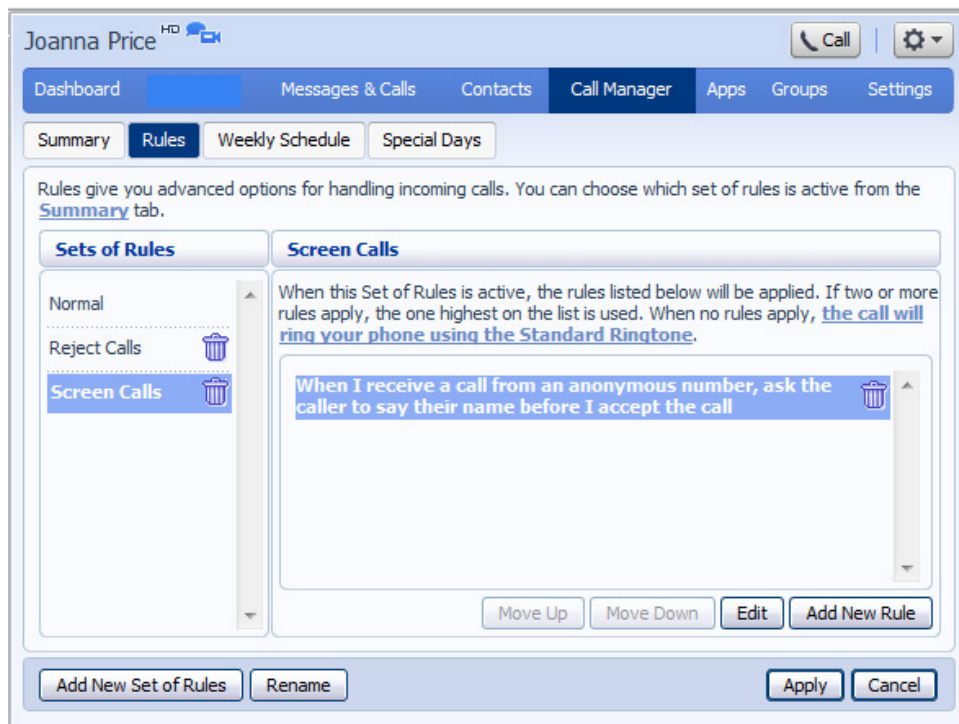 Joanna Price HD
Call
Dashboard Messages & Calls Contacts Call Manager Apps Groups Settings
Summary Rules Weekly Schedule Special Days
Rules give you advanced options for handling incoming calls. You can choose which set of rules is active from the
Summary tab.
Sets of Rules
Normal
Reject Calls
Screen Calls
Screen Calls
When this Set of Rules is active, the rules listed below will be applied. If two or more
rules apply, the one highest on the list is used. When no rules apply, the call will
ring your phone using the Standard Ringtone.
When I receive a call from an anonymous number, ask the
caller to say their name before I accept the call
Move Up Move Down Edit Add New Rule
Add New Set of Rules Rename Apply Cancel